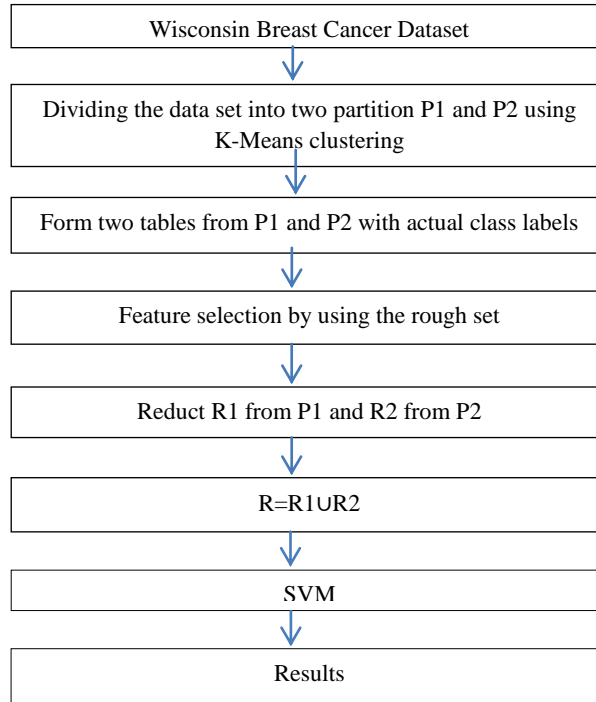 Wisconsin Breast Cancer Dataset
Dividing the data set into two partition P1 and P2 using
K-Means clustering
Form two tables from P1 and P2 with actual class labels
Feature selection by using the rough set
Reduct R1 from P1 and R2 from P2
R=R1∪R2
SVM
Results